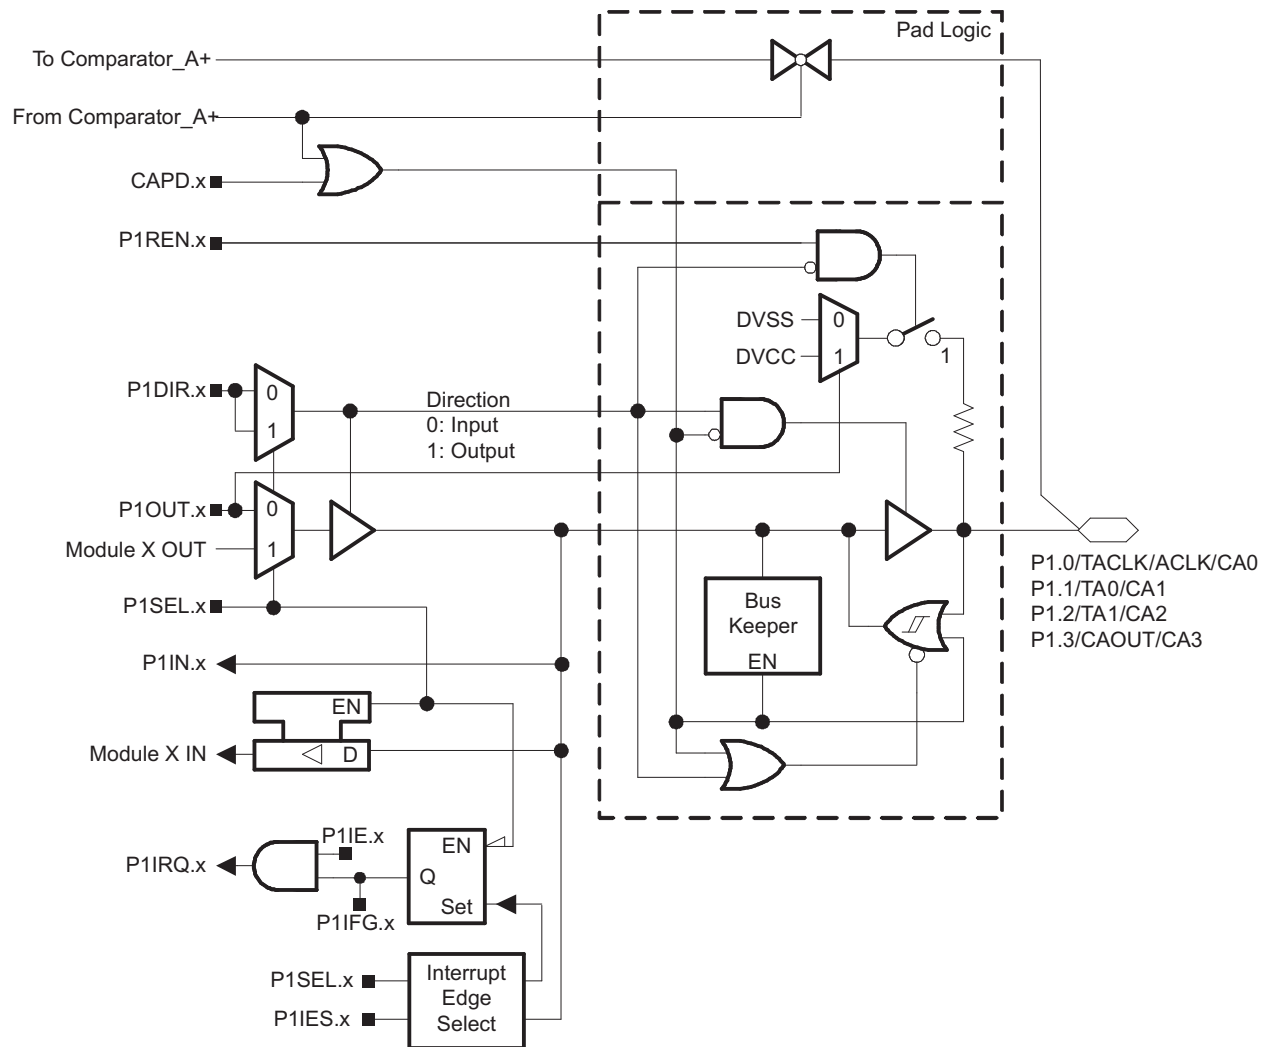 Pad Logic
To Comparator_A+
From Comparator_A+
CAPD.x
P1REN.x
DVSS
0
DVCC
1
1
P1DIR.x
0
1
Direction
0: Input
1: Output
P1OUT.x
0
Module X OUT
1
P1SEL.x
P1.0/TACLK/ACLK/CA0
P1.1/TA0/CA1
P1.2/TA1/CA2
P1.3/CAOUT/CA3
Bus
Keeper
EN
P1IN.x
EN
Module X IN
D
P1IE.x
P1IRQ.x
EN
Q
Set
P1IFG.x
P1SEL.x
P1IES.x
Interrupt
Edge
Select